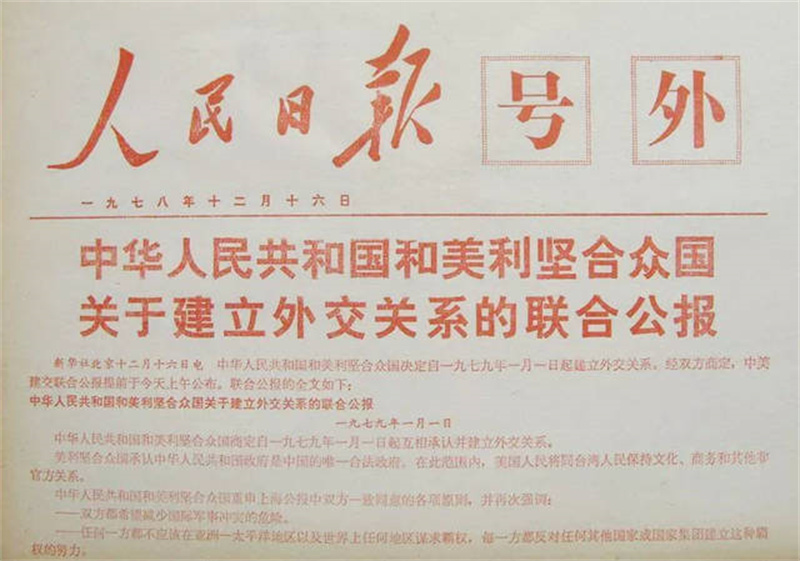 人民日报 号外
一九七八年十二月十六日
中华人民共和国和美利坚合众国
关于建立外交关系的联合公报
新华社北京十二月十六日电 中华人民共和国和美利坚合众国决定自一九七九年一月一日起建立外交关系。经双方商定，中美
建交联合公报提前于今天上午公布。联合公报的全文如下：
中华人民共和国和美利坚合众国关于建立外交关系的联合公报
一九七九年一月一日
中华人民共和国和美利坚合众国商定自一九七九年一月一日起互相承认并建立外交关系。
美利坚合众国承认中华人民共和国政府是中国的唯一合法政府。在此范围内，美国人民将同台湾人民保持文化、商务和其他非
官方关系。
中华人民共和国和美利坚合众国重申上海公报中双方一致同意的各项原则，并再次强调：
——双方都希望减少国际军事冲突的危险。
——任何一方都不应该在亚洲—太平洋地区以及世界上任何地区谋求霸权，每一方都反对任何其他国家或国家集团建立这种霸
权的努力。